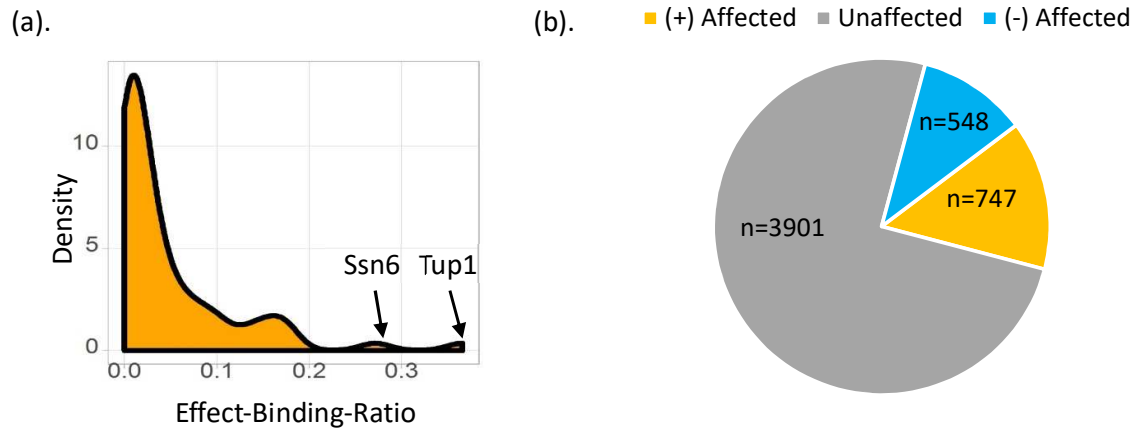 (a).
10
5
0
Density
Ssn6 Tup1
0.0 0.1 0.2 0.3
Effect-Binding-Ratio
(b).
(+) Affected Unaffected (-) Affected
n=548
n=747
n=3901